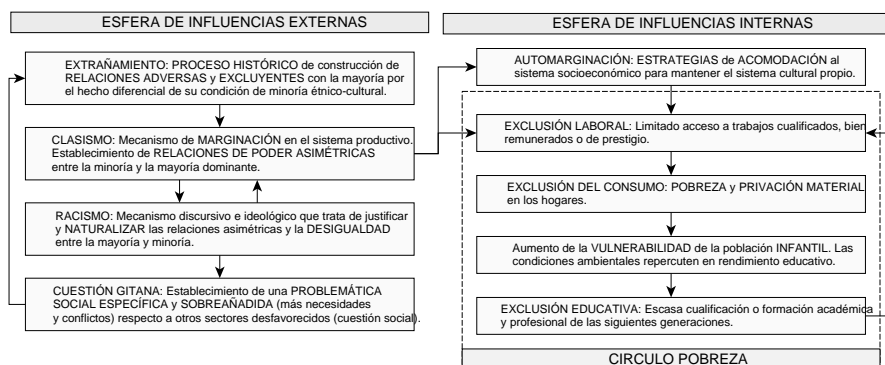 ESFERA DE INFLUENCIAS EXTERNAS
EXTRAÑAMIENTO: PROCESO HISTÓRICO de construcción de
RELACIONES ADVERSAS y EXCLUYENTES con la mayoría por
el hecho diferencial de su condición de minoría étnico-cultural.
CLASISMO: Mecanismo de MARGINACIÓN en el sistema productivo.
Establecimiento de RELACIONES DE PODER ASIMÉTRICAS
entre la minoría y la mayoría dominante.
RACISMO: Mecanismo discursivo e ideológico que trata de justificar
y NATURALIZAR las relaciones asimétricas y la DESIGUALDAD
entre la mayoría y minoría.
CUESTIÓN GITANA: Establecimiento de una PROBLEMÁTICA
SOCIAL ESPECÍFICA y SOBREAÑADIDA (más necesidades
y conflictos) respecto a otros sectores desfavorecidos (cuestión social).
ESFERA DE INFLUENCIAS INTERNAS
AUTOMARGINACIÓN: ESTRATEGIAS de ACOMODACIÓN al
sistema socioeconómico para mantener el sistema cultural propio.
EXCLUSIÓN LABORAL: Limitado acceso a trabajos cualificados, bien
remunerados o de prestigio.
EXCLUSIÓN DEL CONSUMO: POBREZA y PRIVACIÓN MATERIAL
en los hogares.
Aumento de la VULNERABILIDAD de la población INFANTIL. Las
condiciones ambientales repercuten en rendimiento educativo.
EXCLUSIÓN EDUCATIVA: Escasa cualificación o formación académica
y profesional de las siguientes generaciones.
CIRCULO POBREZA